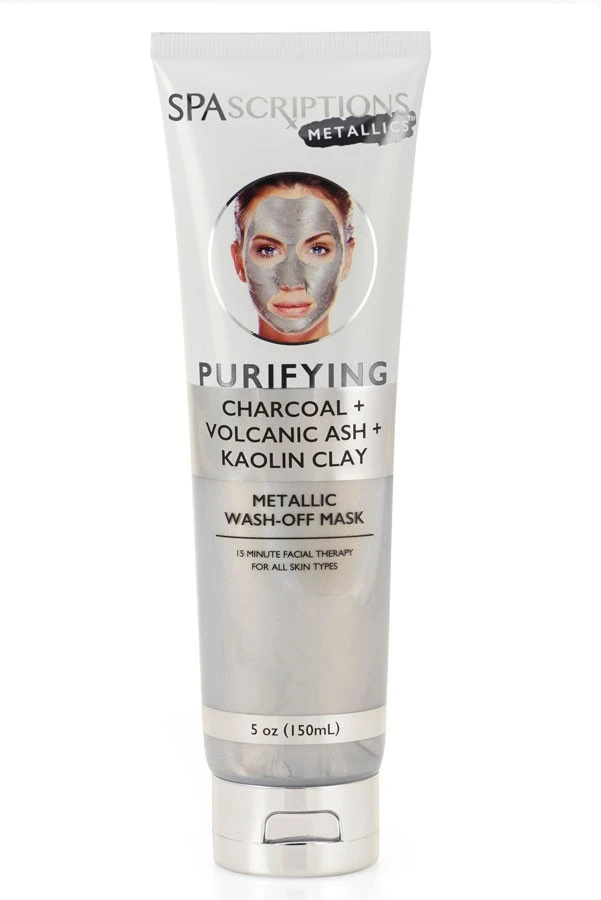 SPASCRIPTIONS
METALLICS™
PURIFYING
CHARCOAL +
VOLCANIC ASH +
KAOLIN CLAY
METALLIC
WASH-OFF MASK
15 MINUTE FACIAL THERAPY
FOR ALL SKIN TYPES
5 oz (150mL)